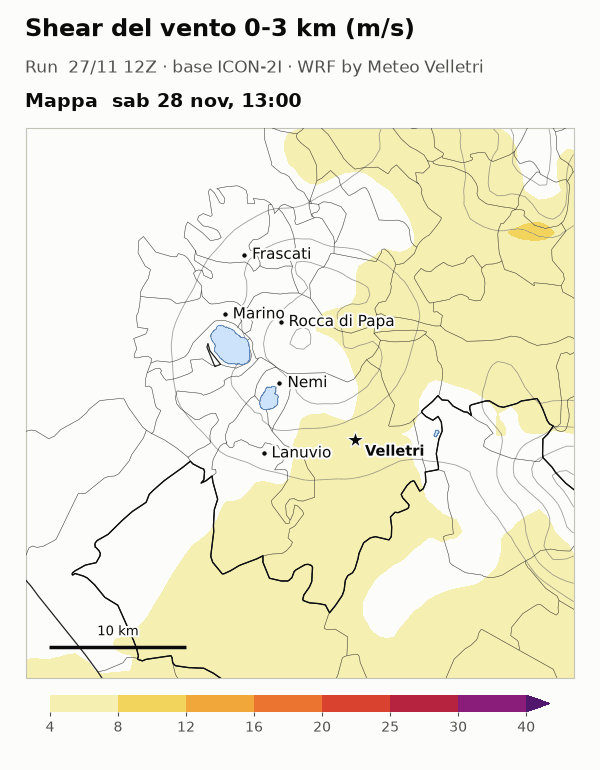 Shear del vento 0-3 km (m/s)
Run 27/11 12Z · base ICON-2I · WRF by Meteo Velletri
Mappa sab 28 nov, 13:00
Frascati
Marino
Rocca di Papa
Nemi
Velletri
Lanuvio
10 km
4 8 12 16 20 25 30 40